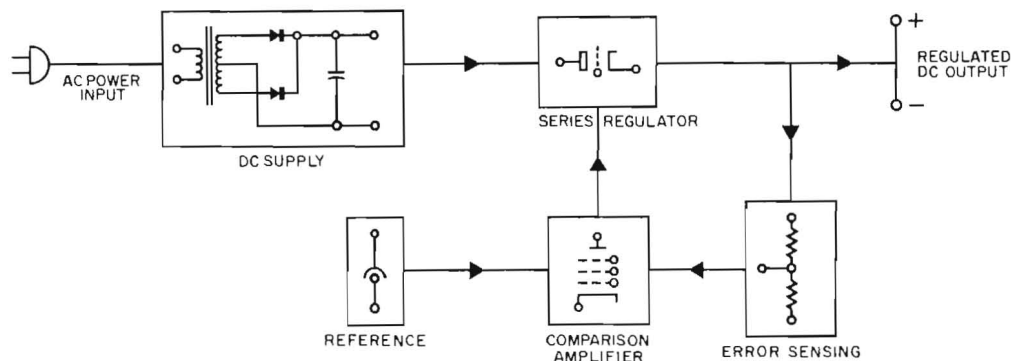 AC POWER
INPUT
DC SUPPLY
SERIES REGULATOR
+
REGULATED
DC OUTPUT
−
REFERENCE
COMPARISON
AMPLIFIER
ERROR SENSING